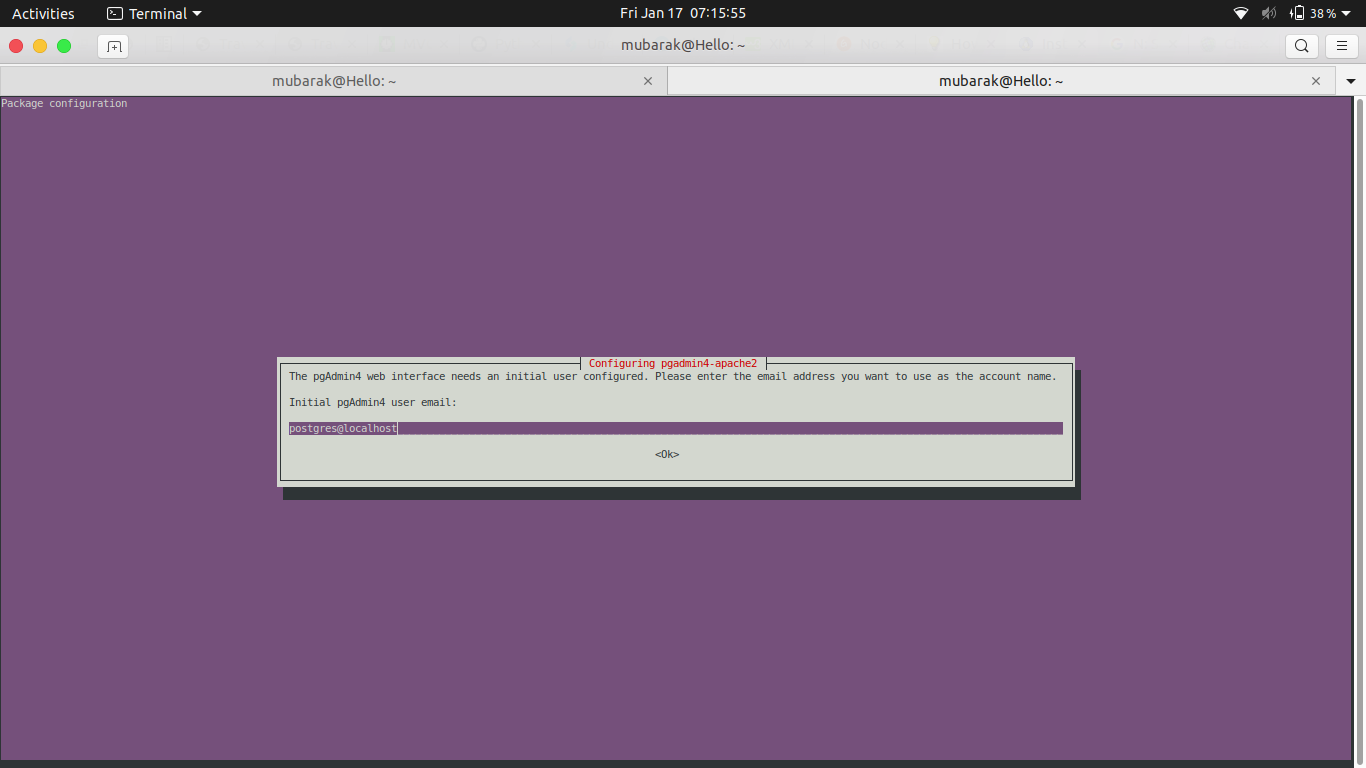 Activities Terminal Fri Jan 17 07:15:55 38 %
mubarak@Hello: ~
mubarak@Hello: ~ mubarak@Hello: ~
Package configuration
Configuring pgadmin4-apache2
The pgAdmin4 web interface needs an initial user configured. Please enter the email address you want to use as the account name.
Initial pgAdmin4 user email:
postgres@localhost
<Ok>